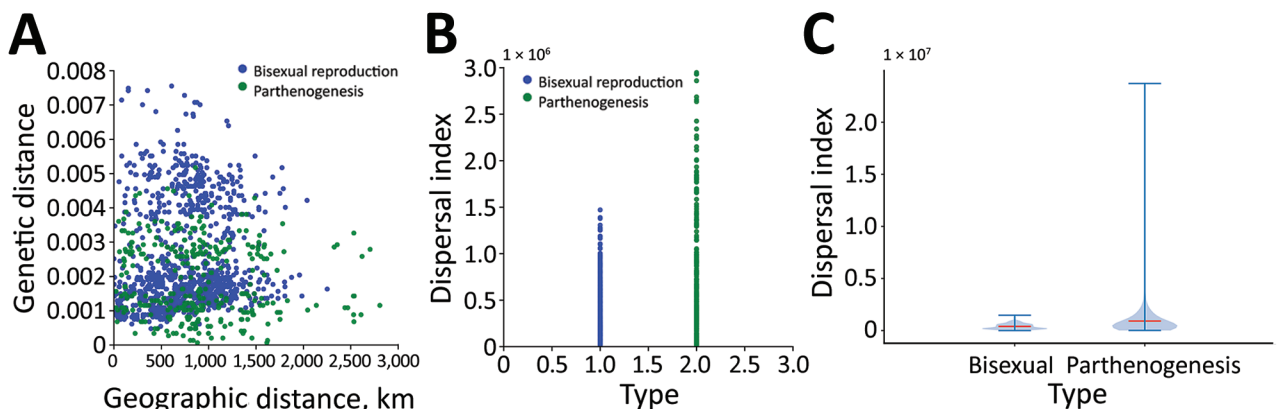 A
0.008
0.007
0.006
0.005
0.004
0.003
0.002
0.001
0
Genetic distance
Bisexual reproduction
Parthenogenesis
0 500 1,000 1,500 2,000 2,500 3,000
Geographic distance, km
B
1 × 10⁶
3.0
2.5
2.0
1.5
1.0
0.5
0
Dispersal index
Bisexual reproduction
Parthenogenesis
0 0.5 1.0 1.5 2.0 2.5 3.0
Type
C
1 × 10⁷
2.0
1.5
1.0
0.5
0
Dispersal index
Bisexual Parthenogenesis
Type